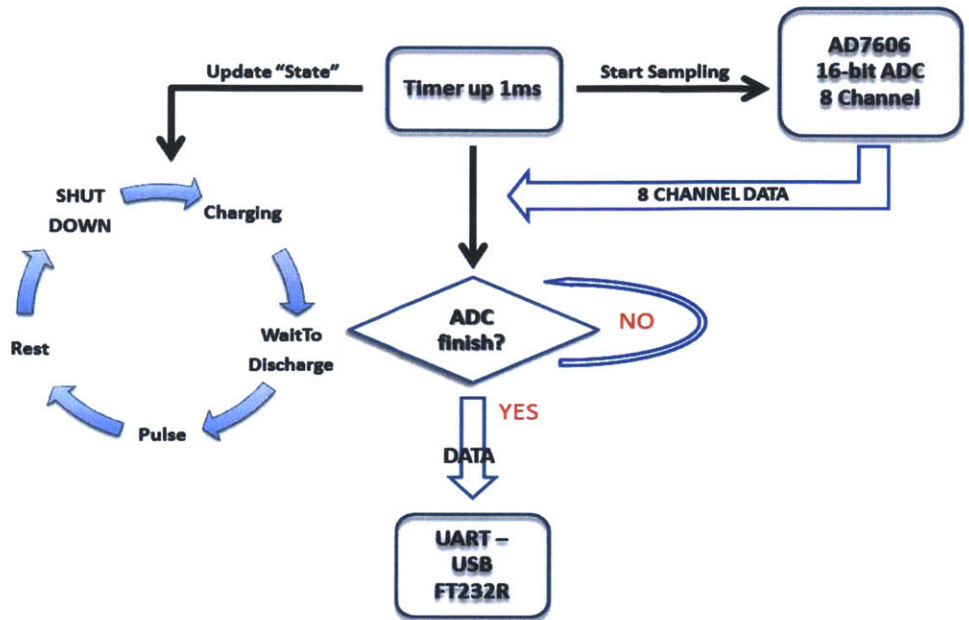 Update “State”
Timer up 1ms
Start Sampling
AD7606
16-bit ADC
8 Channel
8 CHANNEL DATA
SHUT
DOWN
Charging
WaitTo
Discharge
Pulse
Rest
ADC
finish?
NO
YES
DATA
UART –
USB
FT232R